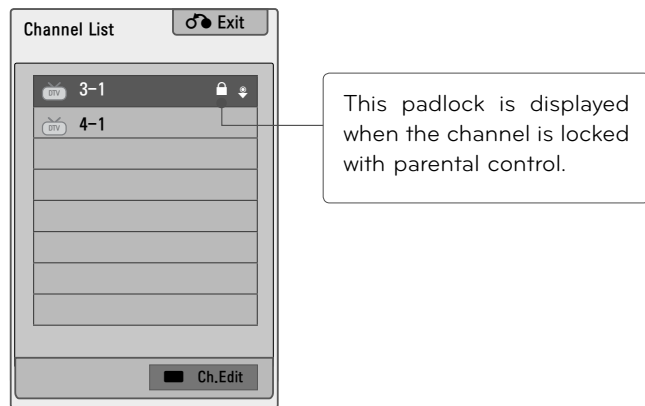 Channel List
Exit
DTV 3-1
DTV 4-1
Ch.Edit
This padlock is displayed
when the channel is locked
with parental control.